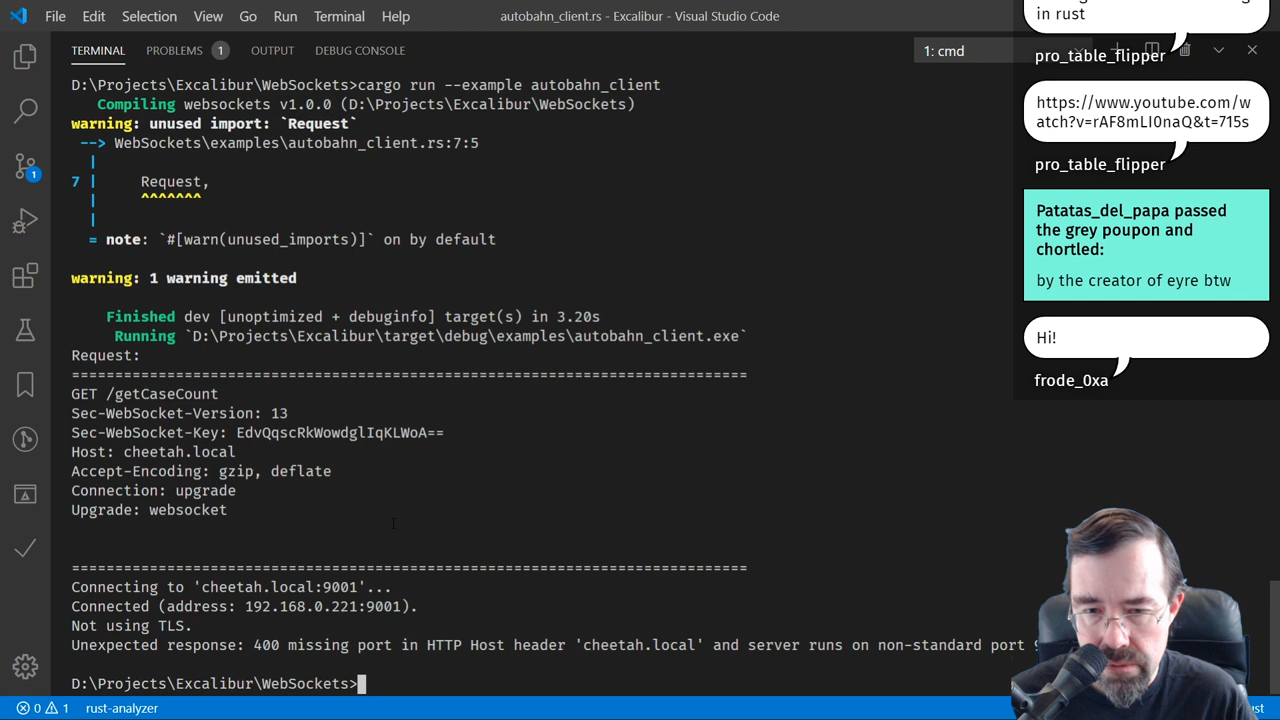 File Edit Selection View Go Run Terminal Help
autobahn_client.rs - Excalibur - Visual Studio Code
TERMINAL PROBLEMS 1 OUTPUT DEBUG CONSOLE
1: cmd
D:\Projects\Excalibur\WebSockets>cargo run --example autobahn_client
Compiling websockets v1.0.0 (D:\Projects\Excalibur\WebSockets)
warning: unused import: `Request`
--> WebSockets\examples\autobahn_client.rs:7:5
|
7 | Request,
| ^^^^^^^
|
= note: `#[warn(unused_imports)]` on by default
warning: 1 warning emitted
Finished dev [unoptimized + debuginfo] target(s) in 3.20s
Running `D:\Projects\Excalibur\target\debug\examples\autobahn_client.exe`
Request:
==============================================================================
GET /getCaseCount
Sec-WebSocket-Version: 13
Sec-WebSocket-Key: EdvQqscRkWowdglIqKLWoA==
Host: cheetah.local
Accept-Encoding: gzip, deflate
Connection: upgrade
Upgrade: websocket
==============================================================================
Connecting to 'cheetah.local:9001'...
Connected (address: 192.168.0.221:9001).
Not using TLS.
Unexpected response: 400 missing port in HTTP Host header 'cheetah.local' and server runs on non-standard port
D:\Projects\Excalibur\WebSockets>
in rust
pro_table_flipper
https://www.youtube.com/w
atch?v=rAF8mLI0naQ&t=715s
pro_table_flipper
Patatas_del_papa passed
the grey poupon and
chortled:
by the creator of eyre btw
Hi!
frode_0xa
1
0 1 rust-analyzer